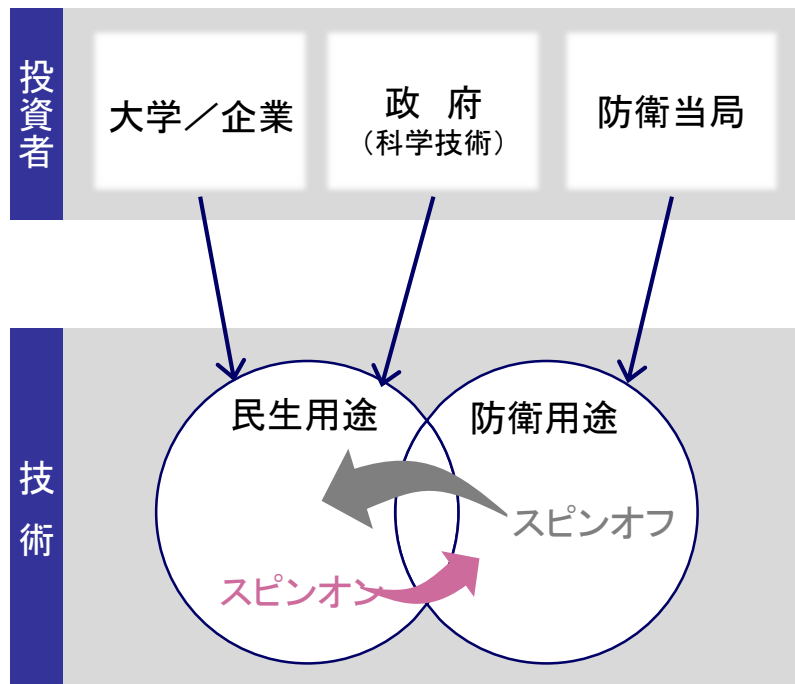 投資者
大学／企業
政 府
（科学技術）
防衛当局
技術
民生用途
防衛用途
スピンオフ
スピンオン